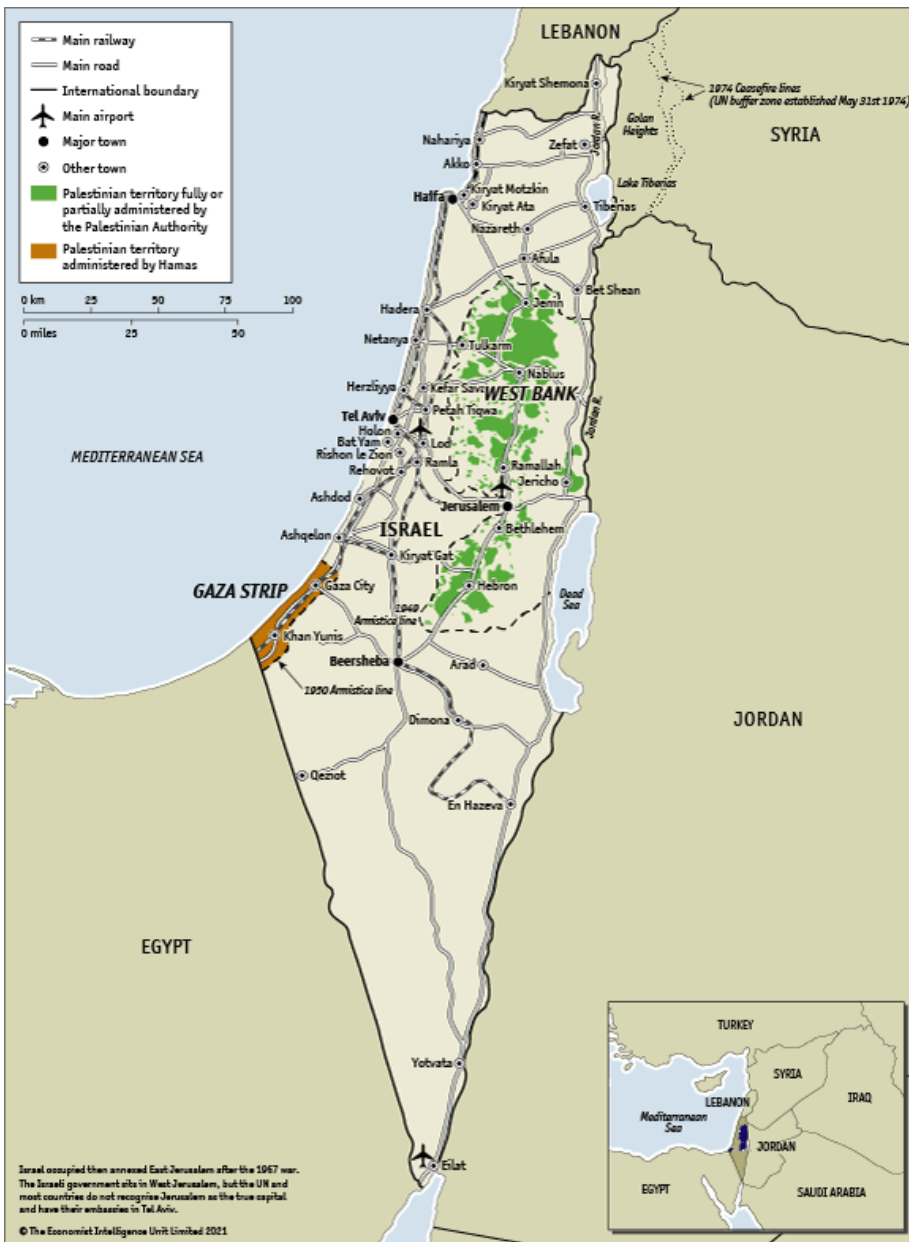 Main railway
Main road
International boundary
Main airport
Major town
Other town
Palestinian territory fully or
partially administered by
the Palestinian Authority
Palestinian territory
administered by Hamas
0 km 25 50 75 100
0 miles 25 50
LEBANON
Kiryat Shemona
1974 Ceasefire lines
(UN buffer zone established May 31st 1974)
Golan
Heights
SYRIA
Jordan R.
Nahariya
Zefat
Akko
Lake Tiberias
Kiryat Motzkin
Haifa
Kiryat Ata
Tiberias
Nazareth
Afula
Bet Shean
Hadera
Jenin
Netanya
Tulkarm
Nablus
Herzliyya
Kefar Sava
WEST BANK
Petah Tiqwa
Tel Aviv
Jordan R.
Holon
Bat Yam
Lod
Rishon le Zion
Ramla
Ramallah
Rehovot
Jericho
MEDITERRANEAN SEA
Ashdod
Jerusalem
ISRAEL
Bethlehem
Ashqelon
Kiryat Gat
GAZA STRIP
Gaza City
Hebron
Dead
Sea
1949
Armistice line
Khan Yunis
Beersheba
Arad
1950 Armistice line
Dimona
JORDAN
Qeziot
En Hazeva
EGYPT
Yotvata
Eilat
TURKEY
SYRIA
LEBANON
IRAQ
Mediterranean
Sea
JORDAN
EGYPT
SAUDI ARABIA
Israel occupied then annexed East Jerusalem after the 1967 war.
The Israeli government sits in West Jerusalem, but the UN and
most countries do not recognise Jerusalem as the true capital
and have their embassies in Tel Aviv.
© The Economist Intelligence Unit Limited 2021